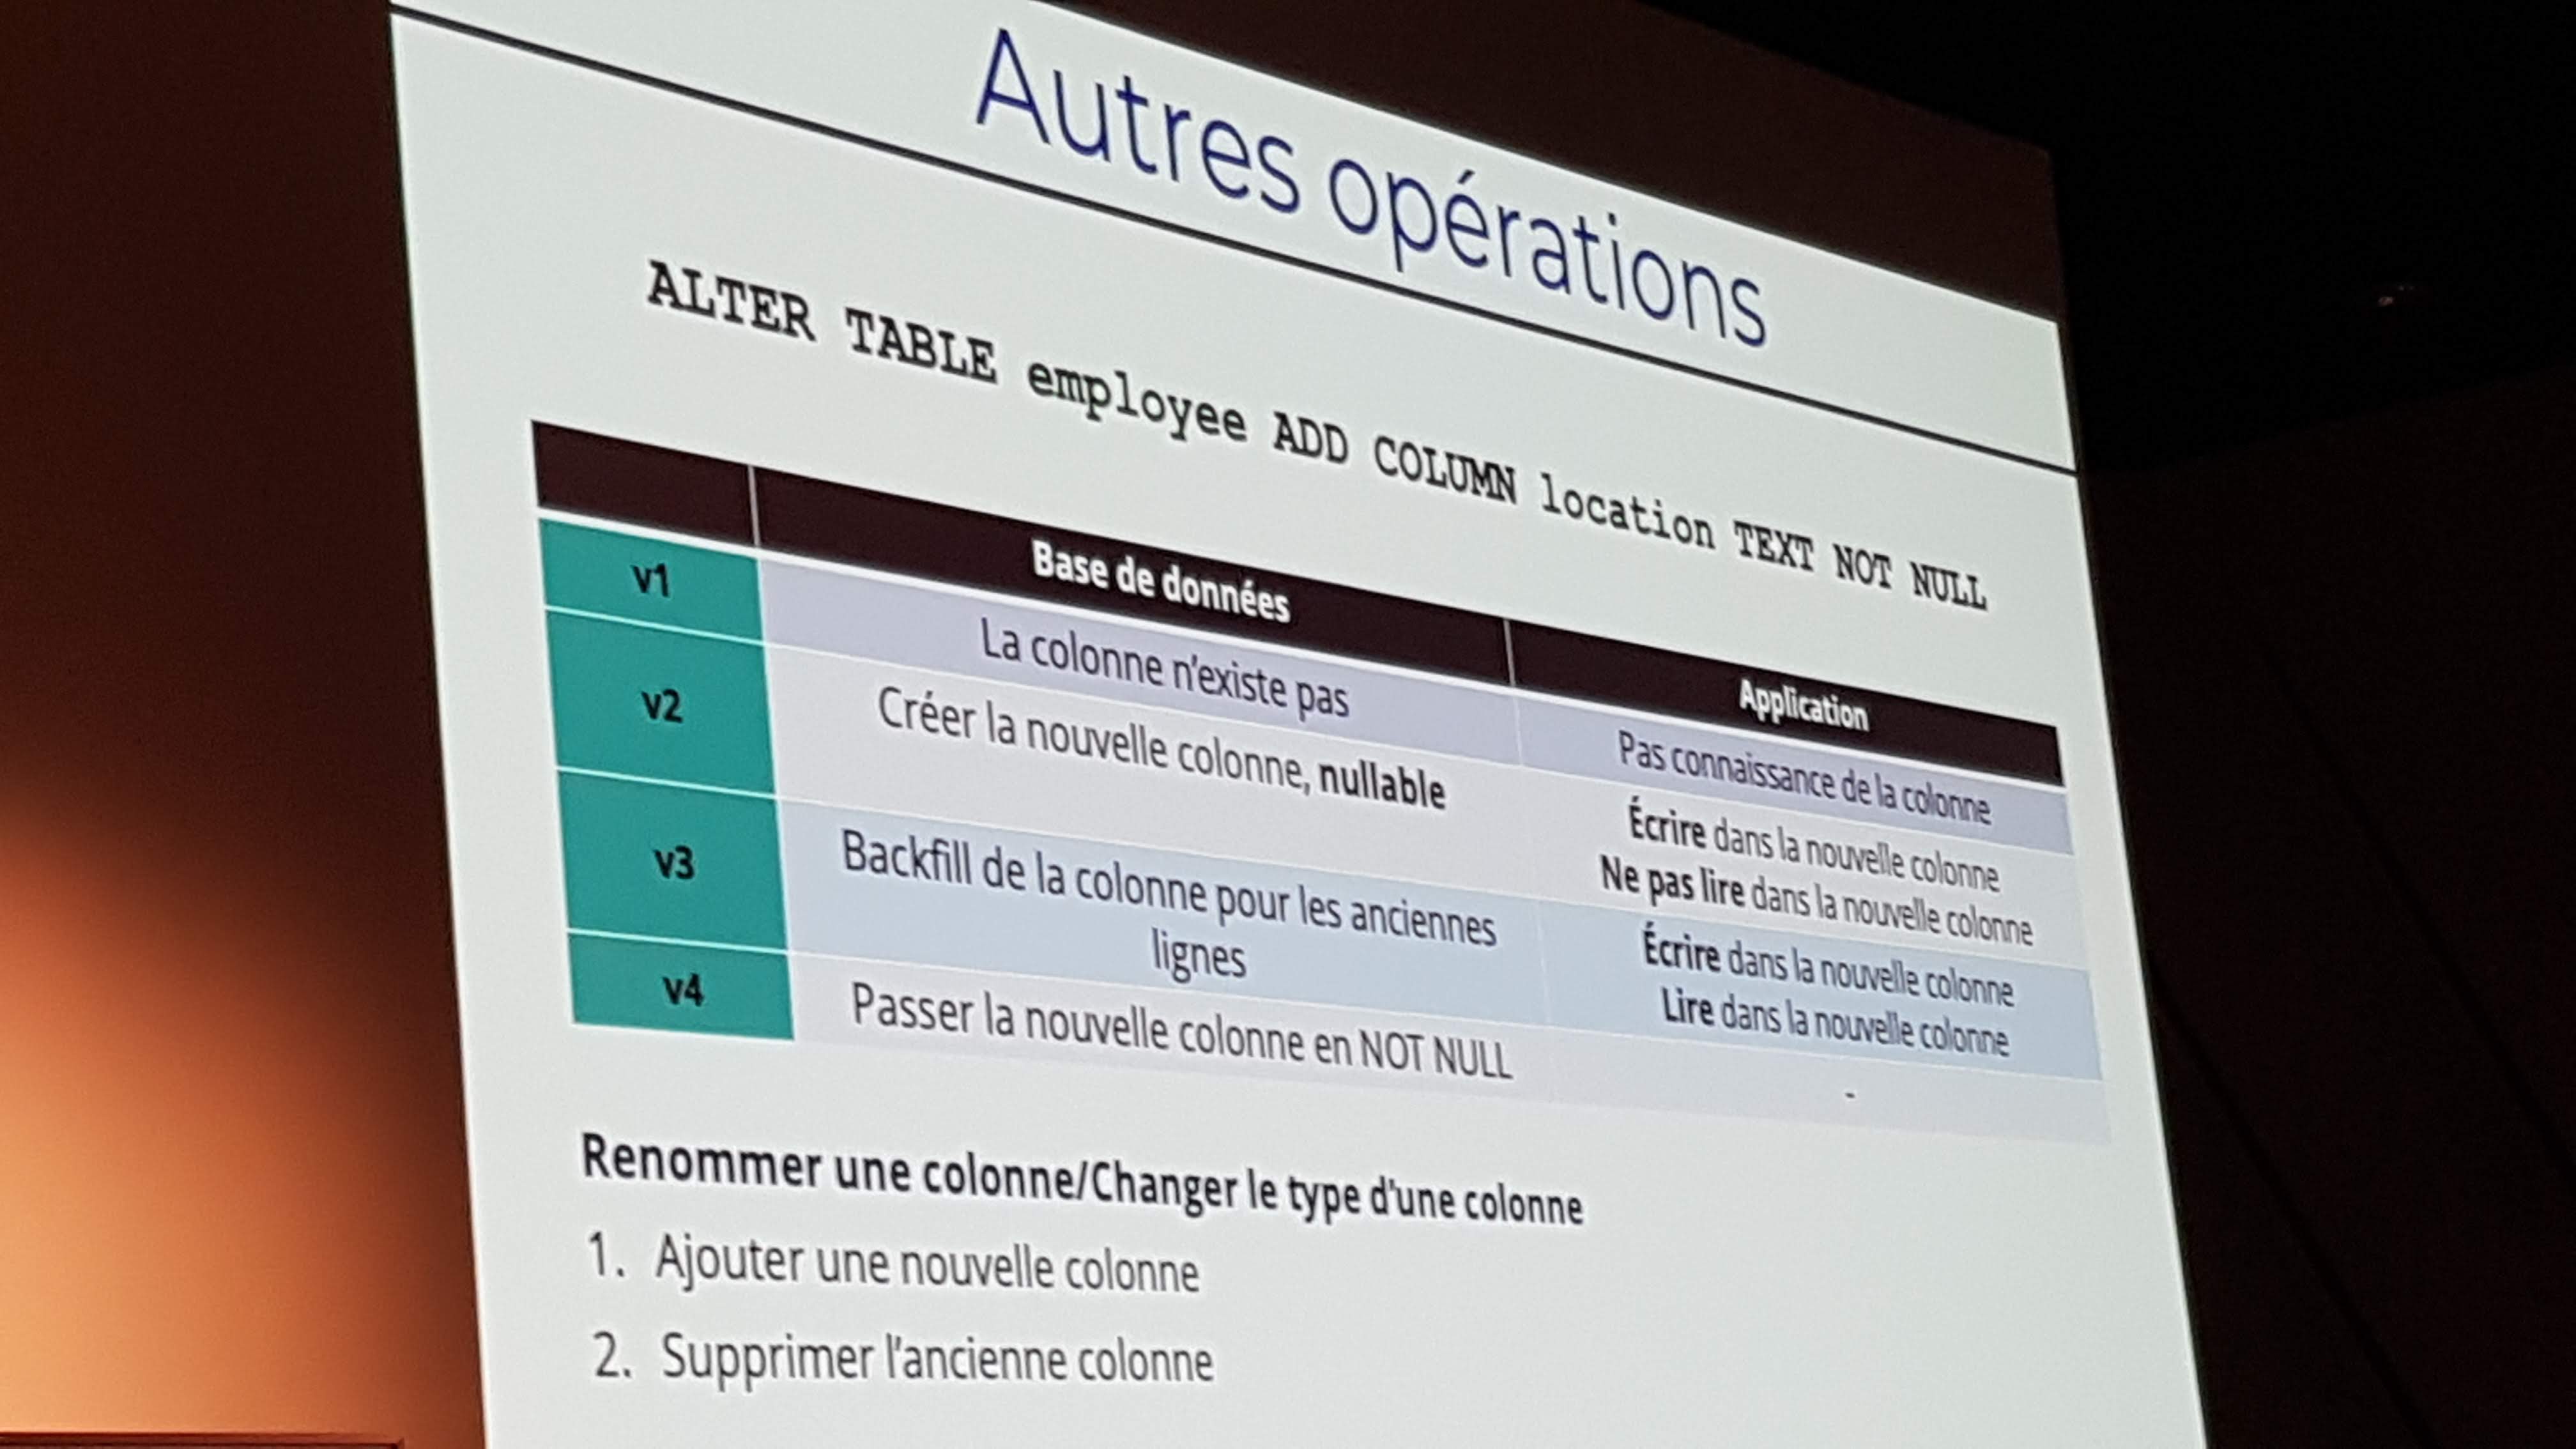 Autres opérations
ALTER TABLE employee ADD COLUMN location TEXT NOT NULL
Base de données
Application
v1
La colonne n'existe pas
Pas connaissance de la colonne
v2
Créer la nouvelle colonne, nullable
Écrire dans la nouvelle colonne
Ne pas lire dans la nouvelle colonne
v3
Backfill de la colonne pour les anciennes
lignes
Écrire dans la nouvelle colonne
Lire dans la nouvelle colonne
v4
Passer la nouvelle colonne en NOT NULL
-
Renommer une colonne/Changer le type d'une colonne
1. Ajouter une nouvelle colonne
2. Supprimer l'ancienne colonne